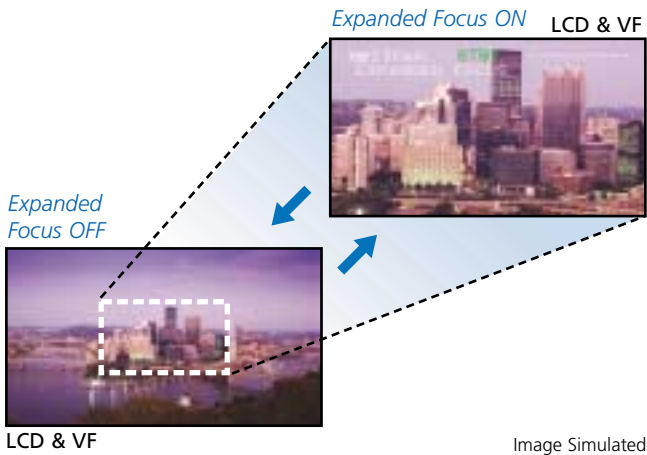 Expanded Focus ON
LCD & VF
Expanded
Focus OFF
LCD & VF
Image Simulated